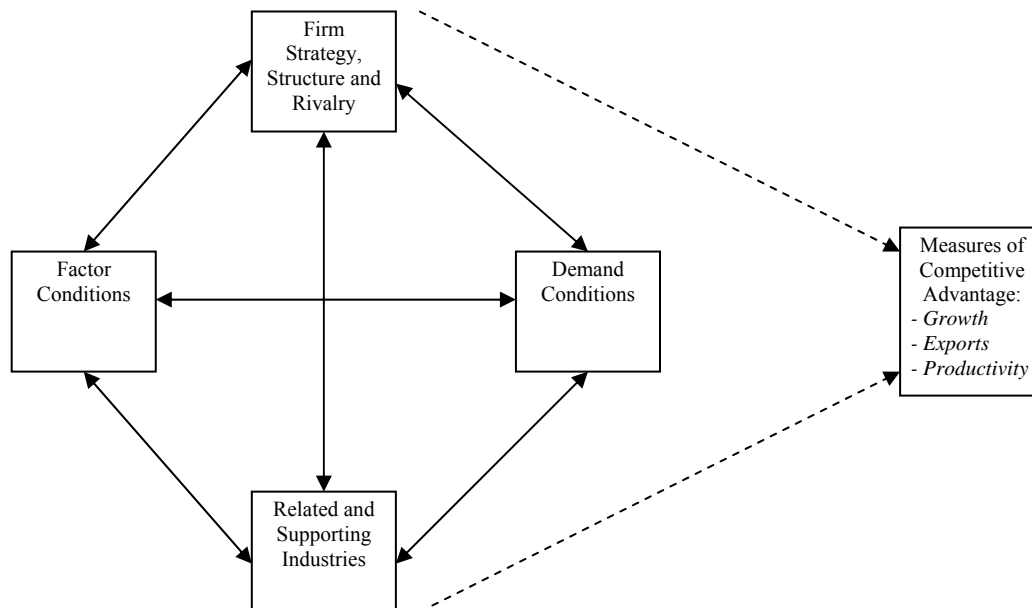 Firm
Strategy,
Structure and
Rivalry
Factor
Conditions
Demand
Conditions
Measures of
Competitive
Advantage:
- Growth
- Exports
- Productivity
Related and
Supporting
Industries